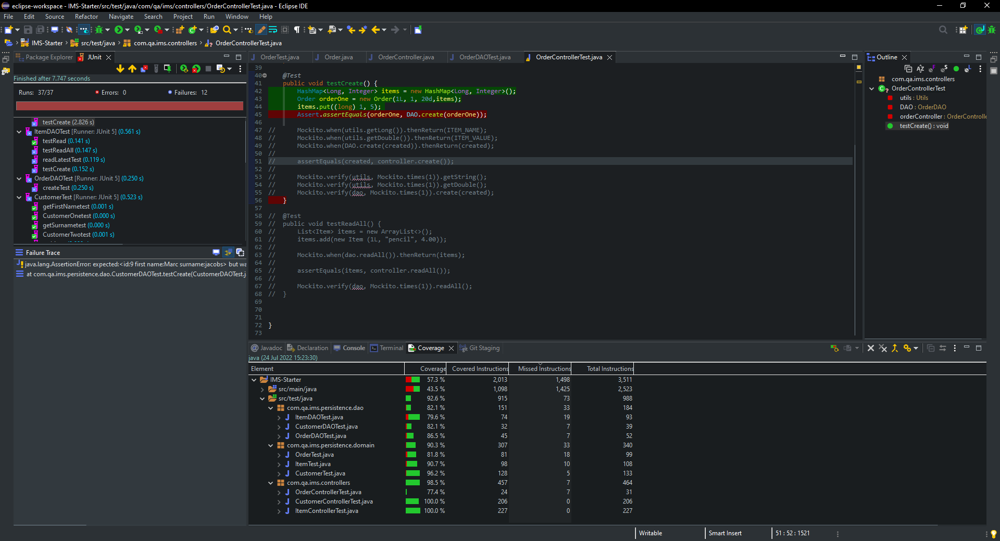 eclipse-workspace - IMS-Starter/src/test/java/com/qa/ims/controllers/OrderControllerTest.java - Eclipse IDE
File Edit Source Refactor Navigate Search Project Run Window Help
IMS-Starter src/test/java com.qa.ims.controllers OrderControllerTest.java
Package Explorer JUnit
Finished after 7.747 seconds
Runs: 37/37 Errors: 0 Failures: 12
testCreate (2.826 s)
ItemDAOTest [Runner: JUnit 5] (0.561 s)
testRead (0.141 s)
testReadAll (0.147 s)
readLatestTest (0.119 s)
testCreate (0.152 s)
OrderDAOTest [Runner: JUnit 5] (0.250 s)
createTest (0.250 s)
CustomerTest [Runner: JUnit 5] (0.523 s)
getFirstNametest (0.001 s)
CustomerOnetest (0.000 s)
getSurnametest (0.000 s)
CustomerTwotest (0.001 s)
Failure Trace
java.lang.AssertionError: expected:<id:9 first name:Marc surname:jacobs> but wa
at com.qa.ims.persistence.dao.CustomerDAOTest.testCreate(CustomerDAOTest.j
OrderTest.java Order.java OrderController.java OrderDAOTest.java OrderControllerTest.java
39
40 @Test
41 public void testCreate() {
42 HashMap<Long, Integer> items = new HashMap<Long, Integer>();
43 Order orderOne = new Order(1L, 1, 20d,items);
44 items.put((long) 1, 5);
45 Assert.assertEquals(orderOne, DAO.create(orderOne));
46
47 // Mockito.when(utils.getLong()).thenReturn(ITEM_NAME);
48 // Mockito.when(utils.getDouble()).thenReturn(ITEM_VALUE);
49 // Mockito.when(DAO.create(created)).thenReturn(created);
50 //
51 // assertEquals(created, controller.create());
52 //
53 // Mockito.verify(utils, Mockito.times(1)).getString();
54 // Mockito.verify(utils, Mockito.times(1)).getDouble();
55 // Mockito.verify(dao, Mockito.times(1)).create(created);
56 }
57
58 // @Test
59 // public void testReadAll() {
60 // List<Item> items = new ArrayList<>();
61 // items.add(new Item (1L, "pencil", 4.00));
62 //
63 // Mockito.when(dao.readAll()).thenReturn(items);
64 //
65 // assertEquals(items, controller.readAll());
66 //
67 // Mockito.verify(dao, Mockito.times(1)).readAll();
68 // }
69
70
71
72 }
73
Outline
com.qa.ims.controllers
OrderControllerTest
utils : Utils
DAO : OrderDAO
orderController : OrderControlle
testCreate() : void
Javadoc Declaration Console Terminal Coverage Git Staging
java (24 Jul 2022 15:23:30)
Element Coverage Covered Instructions Missed Instructions Total Instructions
IMS-Starter 57.3 % 2,013 1,498 3,511
src/main/java 43.5 % 1,098 1,425 2,523
src/test/java 92.6 % 915 73 988
com.qa.ims.persistence.dao 82.1 % 151 33 184
ItemDAOTest.java 79.6 % 74 19 93
CustomerDAOTest.java 82.1 % 32 7 39
OrderDAOTest.java 86.5 % 45 7 52
com.qa.ims.persistence.domain 90.3 % 307 33 340
OrderTest.java 81.8 % 81 18 99
ItemTest.java 90.7 % 98 10 108
CustomerTest.java 96.2 % 128 5 133
com.qa.ims.controllers 98.5 % 457 7 464
OrderControllerTest.java 77.4 % 24 7 31
CustomerControllerTest.java 100.0 % 206 0 206
ItemControllerTest.java 100.0 % 227 0 227
Writable Smart Insert 51 : 52 : 1521